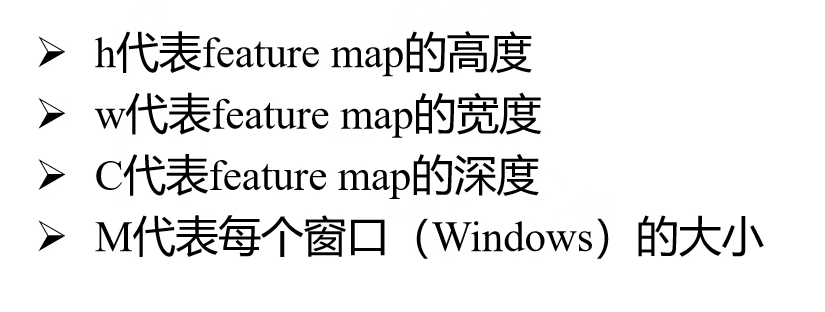 ➢ h代表feature map的高度
➢ w代表feature map的宽度
➢ C代表feature map的深度
➢ M代表每个窗口（Windows）的大小